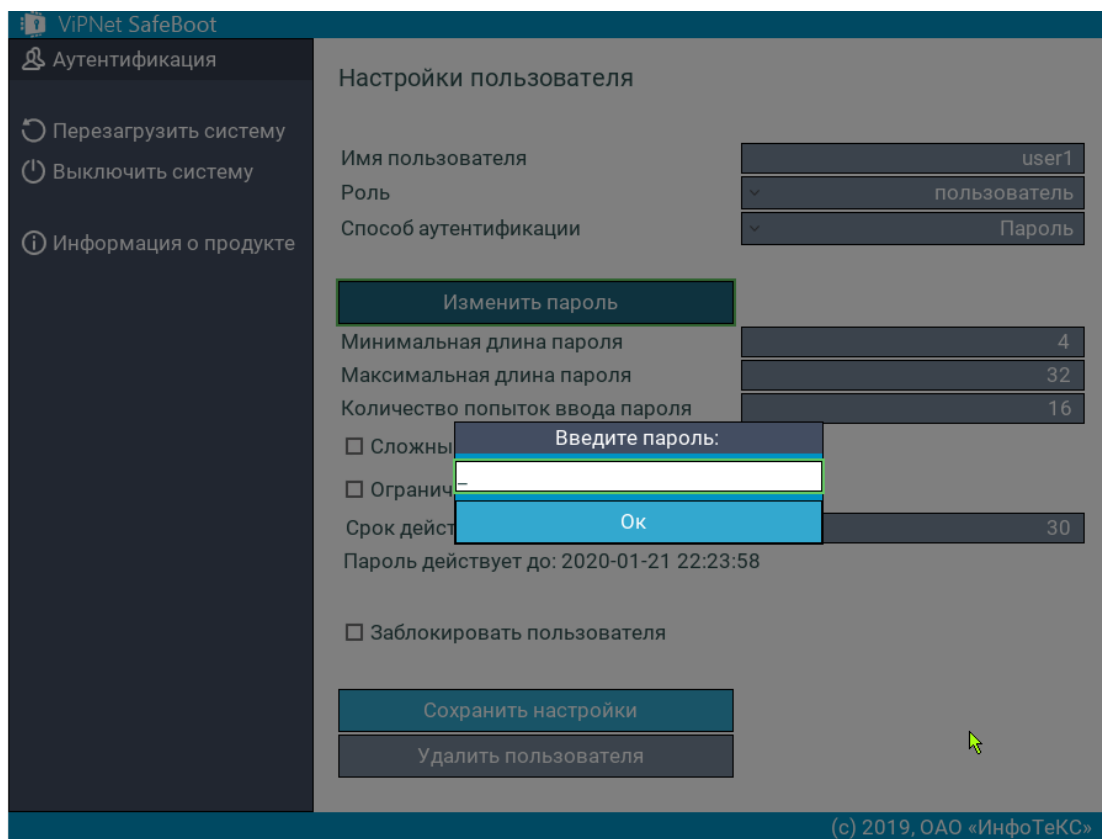 ViPNet SafeBoot
Аутентификация
Перезагрузить систему
Выключить систему
Информация о продукте
Настройки пользователя
Имя пользователя user1
Роль пользователь
Способ аутентификации Пароль
Изменить пароль
Минимальная длина пароля 4
Максимальная длина пароля 32
Количество попыток ввода пароля 16
Введите пароль:
_
Ок
Срок 30
Пароль действует до: 2020-01-21 22:23:58
Заблокировать пользователя
Сохранить настройки
Удалить пользователя
(c) 2019, ОАО «ИнфоТеКС»